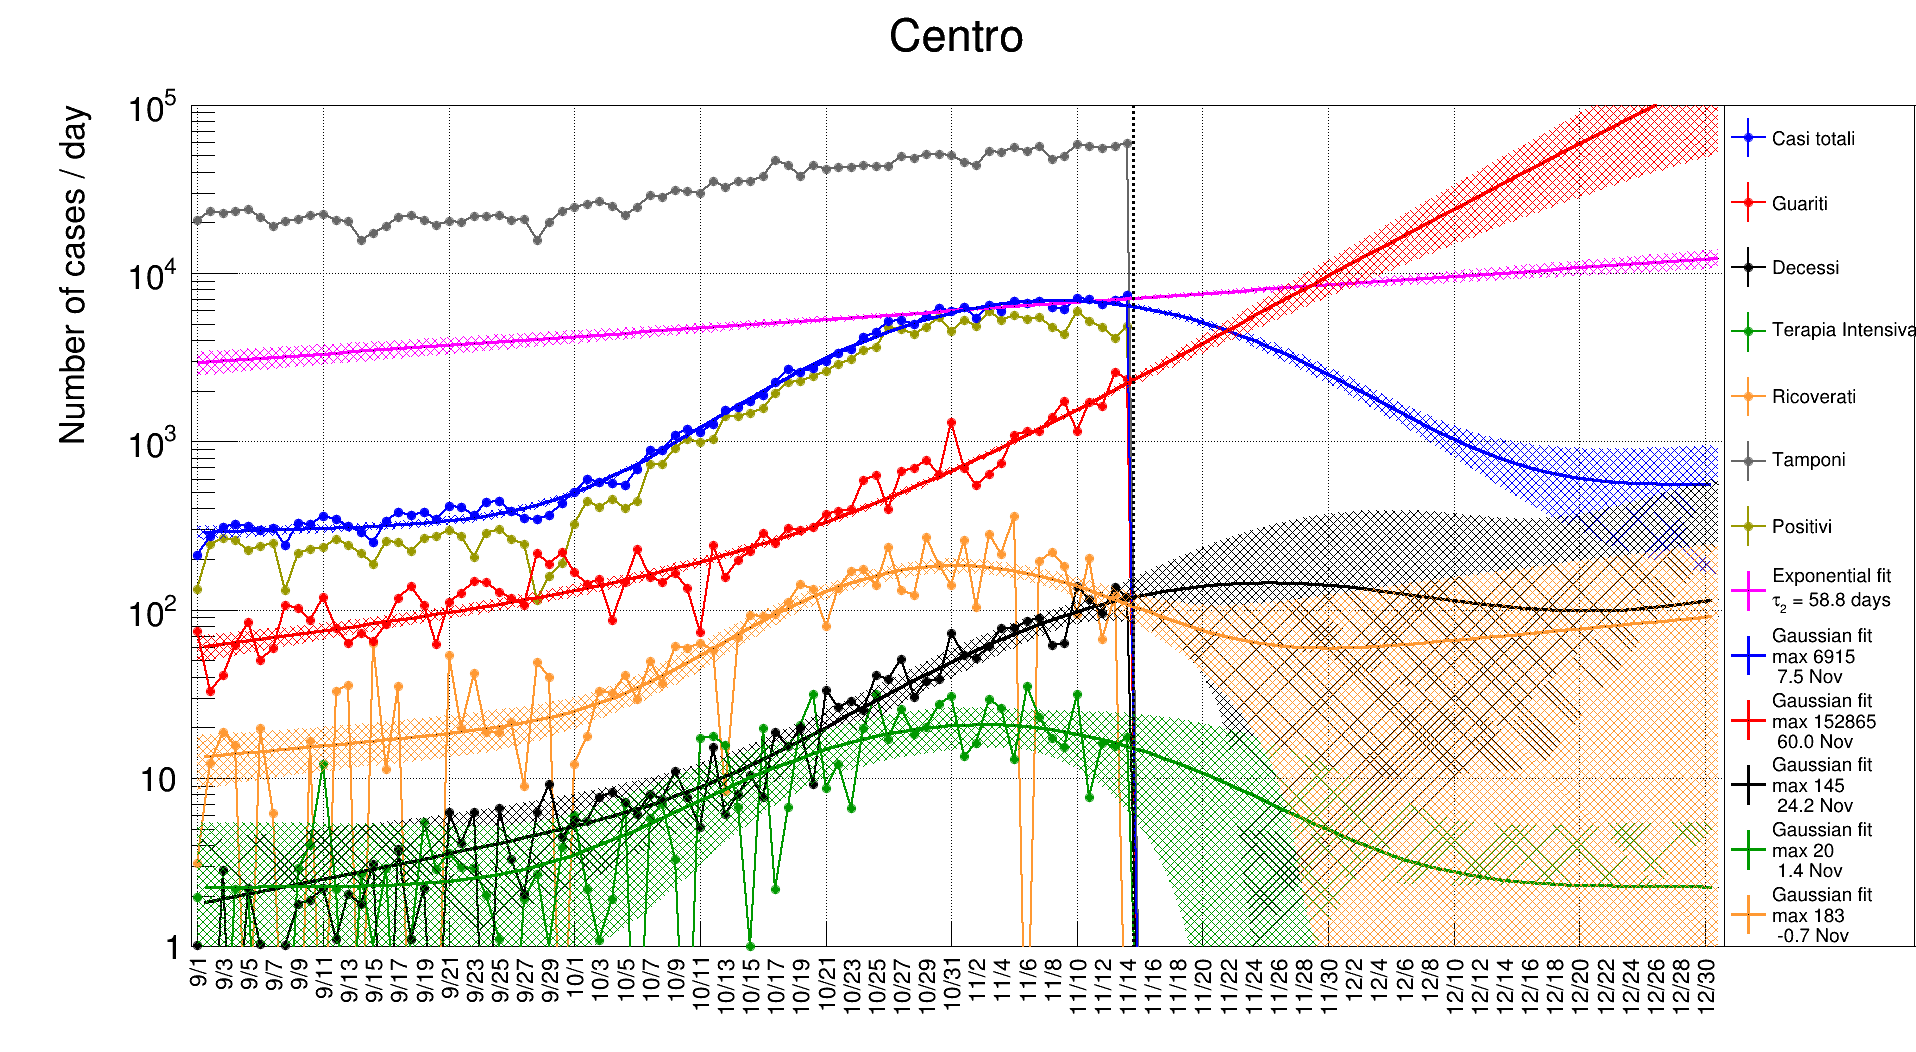 Centro
Number of cases / day
10^5
10^4
10^3
10^2
10
1
9/1 9/3 9/5 9/7 9/9 9/11 9/13 9/15 9/17 9/19 9/21 9/23 9/25 9/27 9/29 10/1 10/3 10/5 10/7 10/9 10/11 10/13 10/15 10/17 10/19 10/21 10/23 10/25 10/27 10/29 10/31 11/2 11/4 11/6 11/8 11/10 11/12 11/14 11/16 11/18 11/20 11/22 11/24 11/26 11/28 11/30 12/2 12/4 12/6 12/8 12/10 12/12 12/14 12/16 12/18 12/20 12/22 12/24 12/26 12/28 12/30
Casi totali
Guariti
Decessi
Terapia Intensiva
Ricoverati
Tamponi
Positivi
Exponential fit
τ2 = 58.8 days
Gaussian fit
max 6915
7.5 Nov
Gaussian fit
max 152865
60.0 Nov
Gaussian fit
max 145
24.2 Nov
Gaussian fit
max 20
1.4 Nov
Gaussian fit
max 183
-0.7 Nov